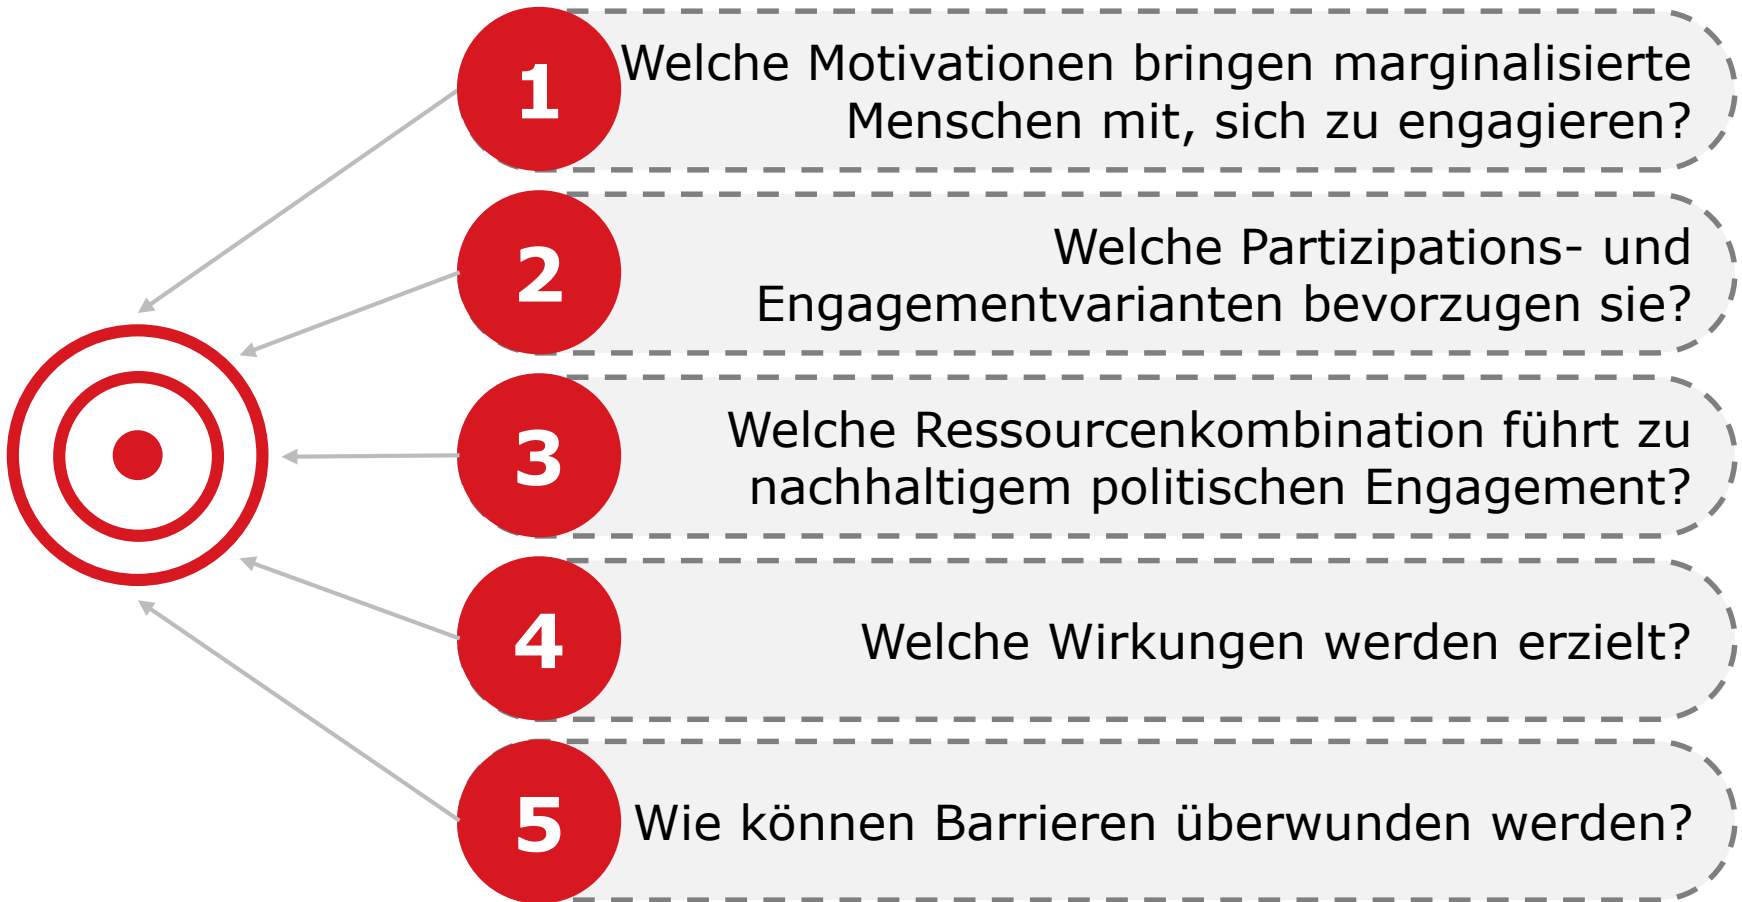 1
Welche Motivationen bringen marginalisierte
Menschen mit, sich zu engagieren?
2
Welche Partizipations- und
Engagementvarianten bevorzugen sie?
3
Welche Ressourcenkombination führt zu
nachhaltigem politischen Engagement?
4
Welche Wirkungen werden erzielt?
5
Wie können Barrieren überwunden werden?